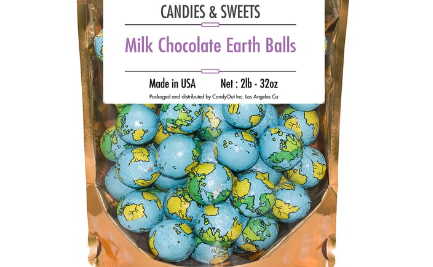 CANDIES & SWEETS
Milk Chocolate Earth Balls
Made in USA Net : 2lb - 32oz
Packaged and distributed by CandyOut Inc. Los Angeles Ca